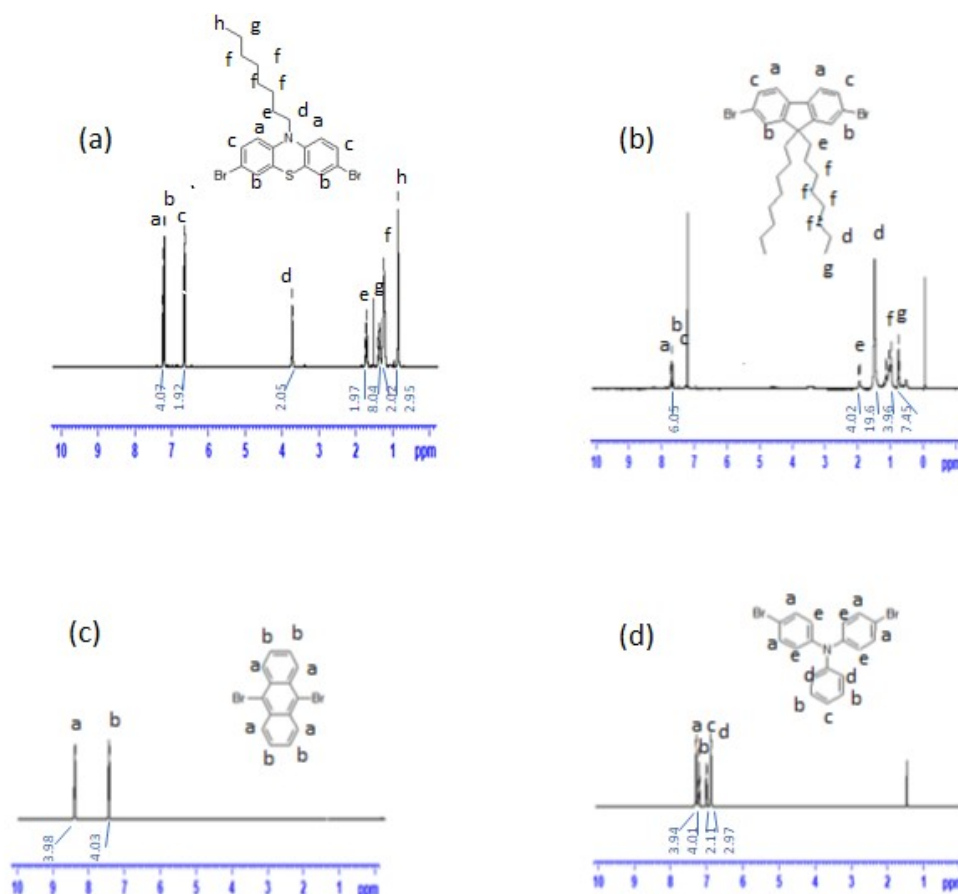 (a)
h
g
f
f
f
f
e
d
a
a
N
c
c
Br
b
S
b
Br
a
b
c
d
e
g
f
h
4.07
1.92
2.05
1.97
8.04
2.02
2.95
10 9 8 7 6 5 4 3 2 1 ppm
(b)
a
a
c
c
Br
Br
b
b
e
f
f
f
f
d
d
g
a
b
c
e
f
g
6.05
4.02
19.6
3.96
7.45
10 9 8 7 6 5 4 3 2 1 0 ppm
(c)
b
b
a
a
Br
Br
a
a
b
b
a
b
3.98
4.03
10 9 8 7 6 5 4 3 2 1 ppm
(d)
Br
a
e
e
a
Br
a
e
N
e
a
d
d
b
b
c
a
b
c
d
3.94
4.01
2.11
2.97
10 9 8 7 6 5 4 3 2 1 0 ppm